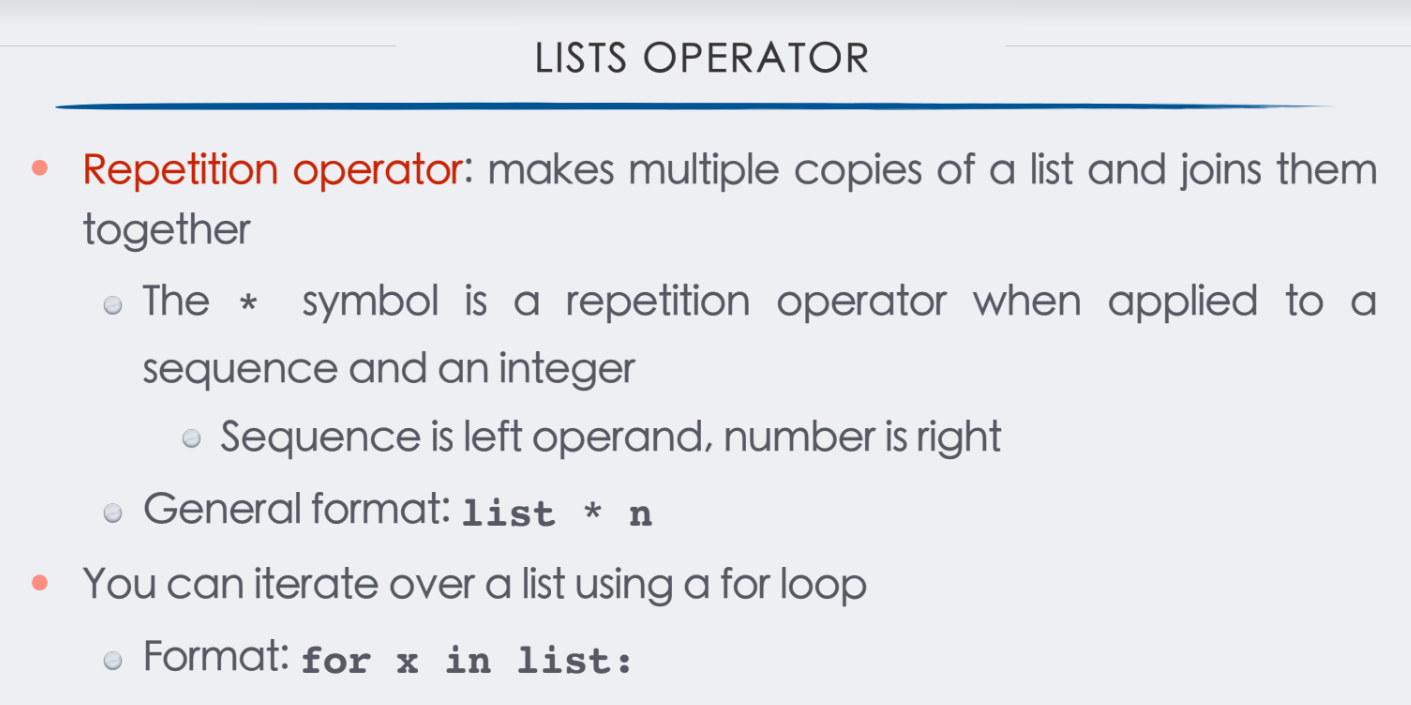 LISTS OPERATOR
Repetition operator: makes multiple copies of a list and joins them
together
The * symbol is a repetition operator when applied to a
sequence and an integer
Sequence is left operand, number is right
General format: list * n
You can iterate over a list using a for loop
Format: for x in list: